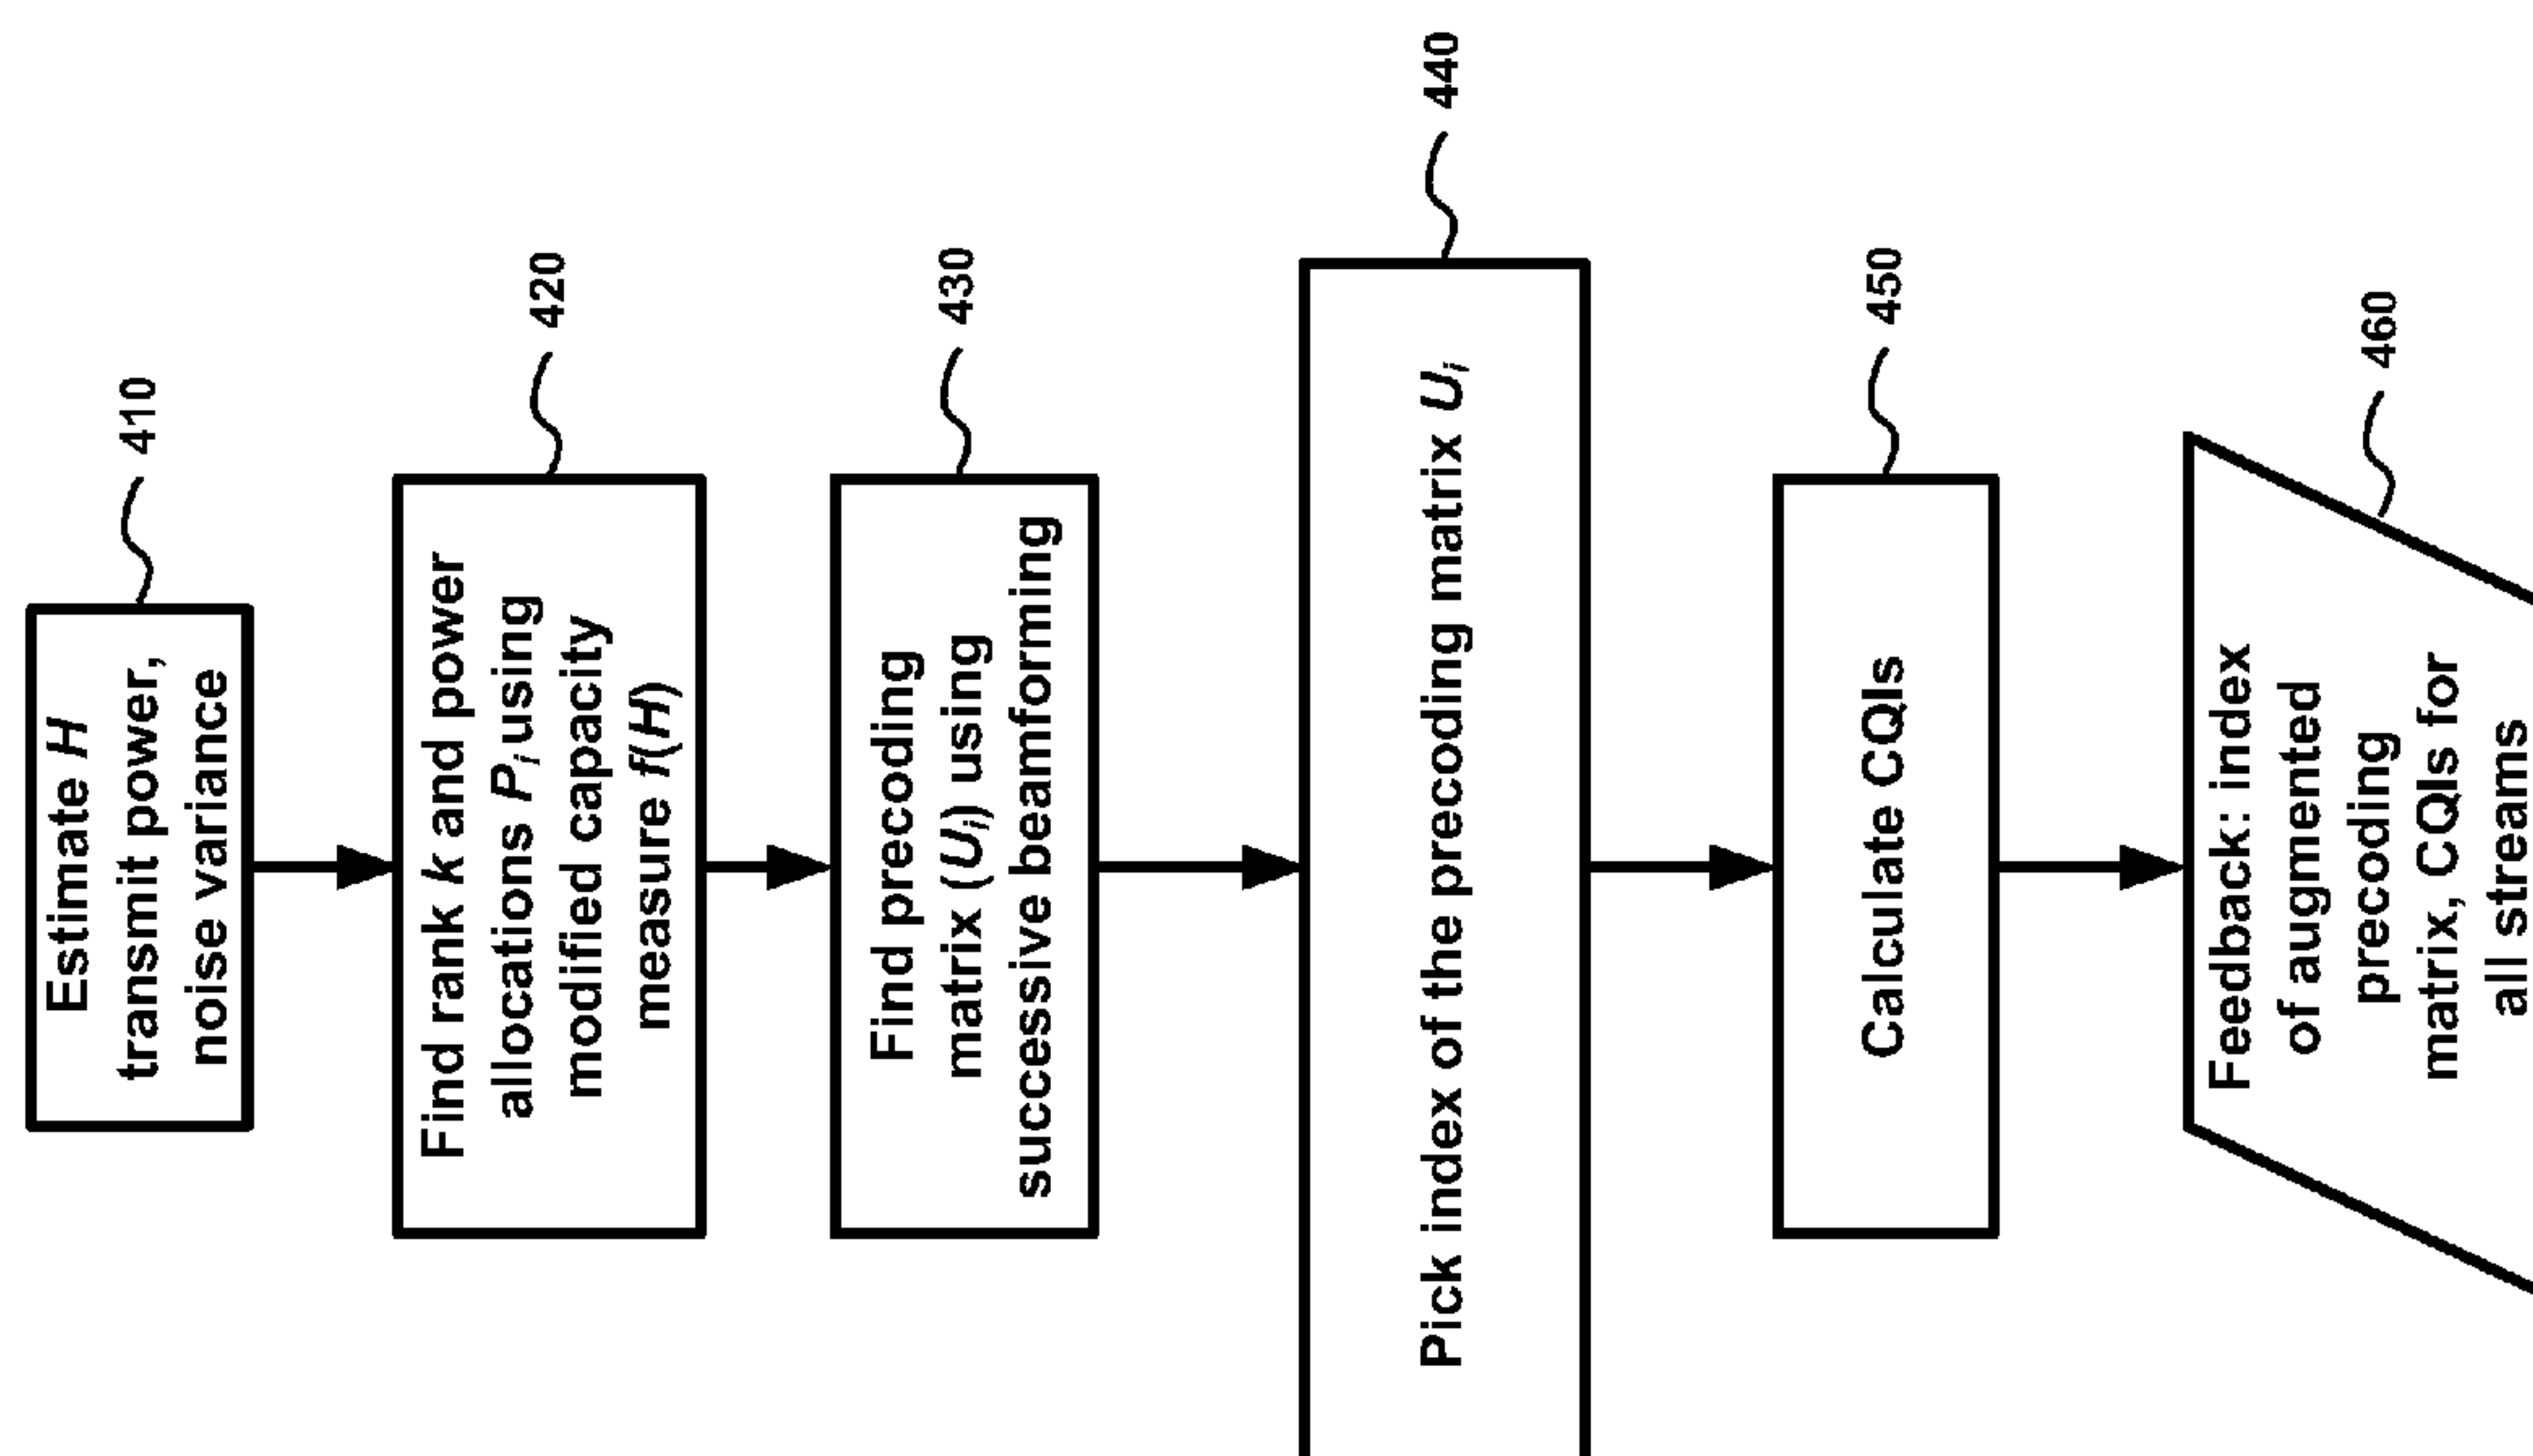 410
Estimate H
transmit power,
noise variance
420
Find rank k and power
allocations Pi using
modified capacity
measure f(H)
430
Find precoding
matrix (Ui) using
successive beamforming
440
Pick index of the precoding matrix Ui
450
Calculate CQIs
460
Feedback: index
of augmented
precoding
matrix, CQIs for
all streams